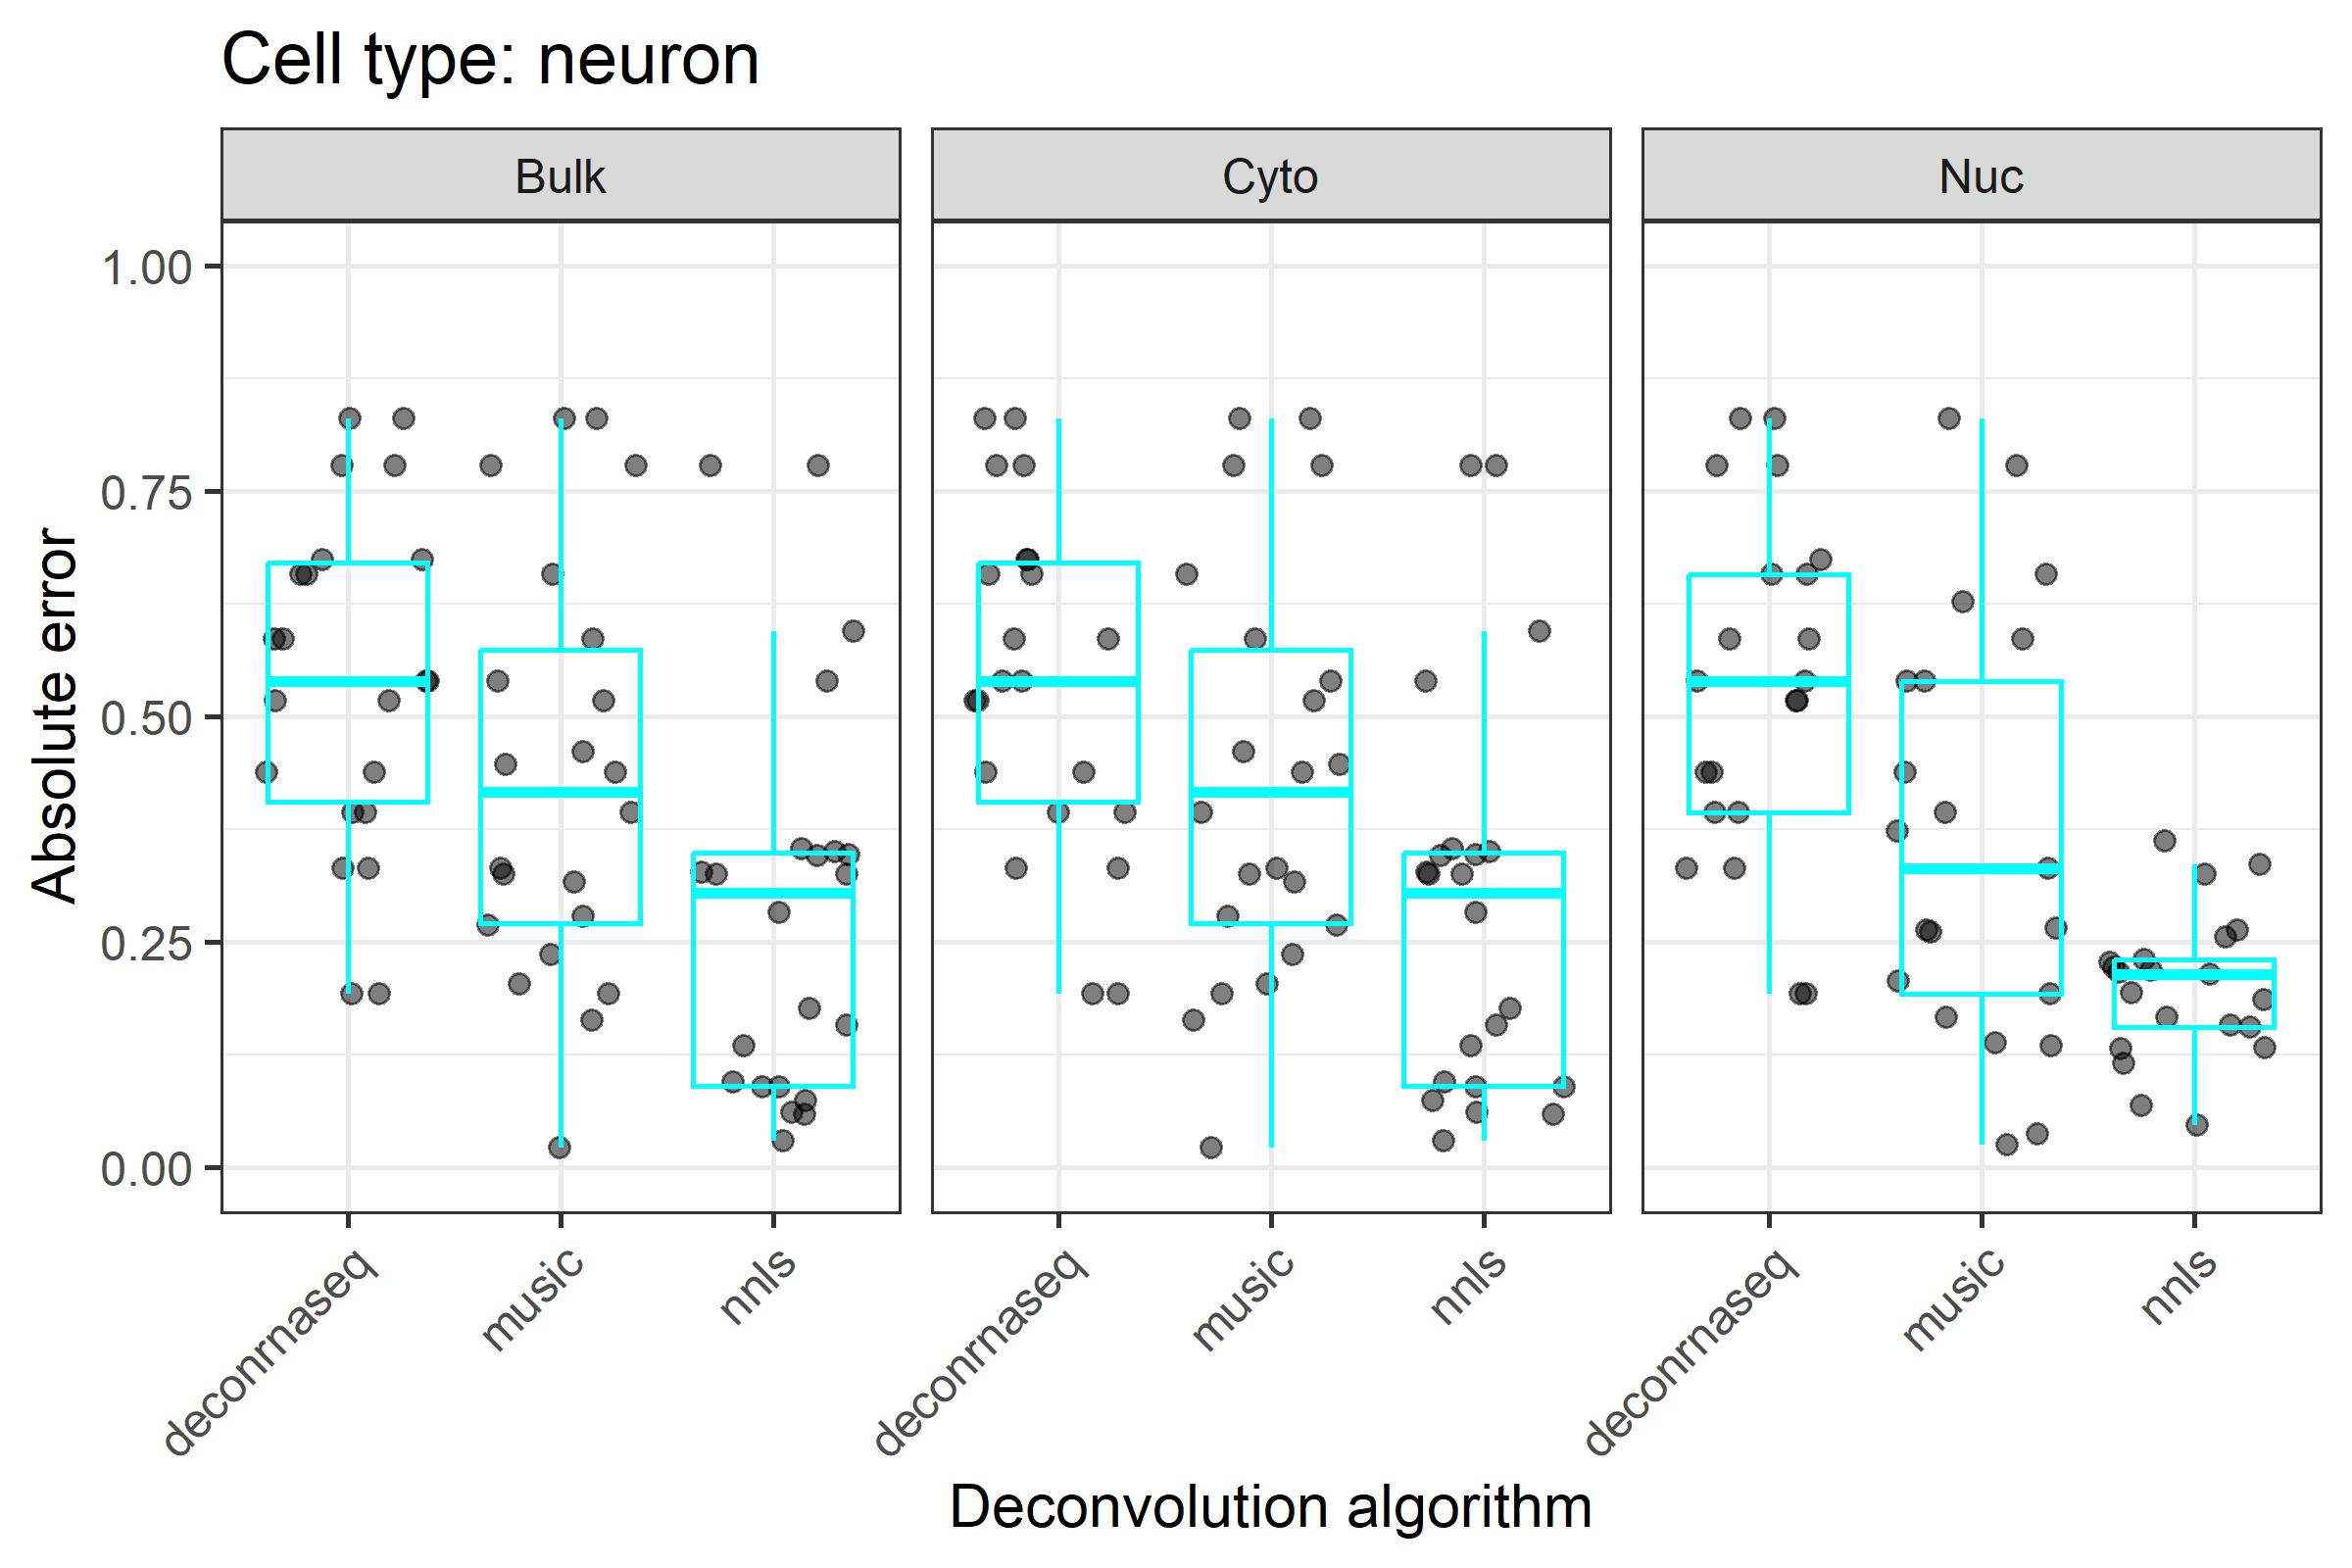 Cell type: neuron
Bulk
Cyto
Nuc
Absolute error
1.00
0.75
0.50
0.25
0.00
deconrnaseq
music
nnls
deconrnaseq
music
nnls
deconrnaseq
music
nnls
Deconvolution algorithm